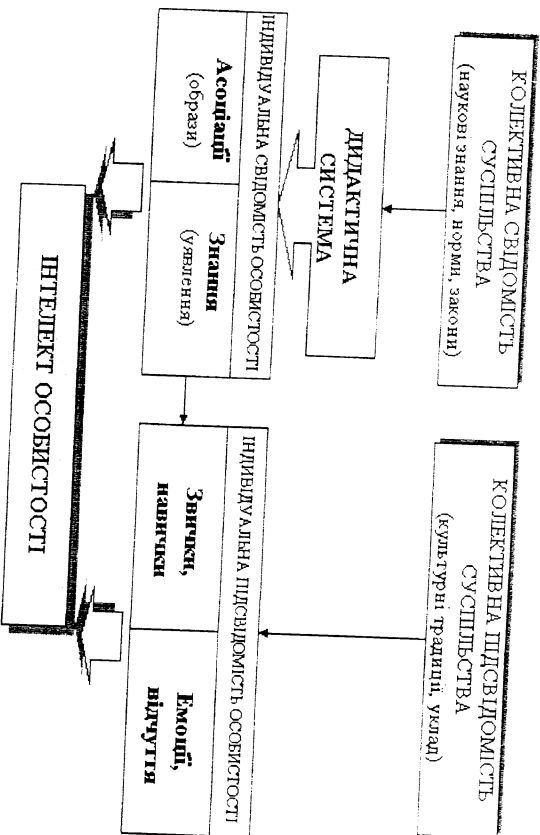 КОЛЕКТИВНА СВІДОМІСТЬ
СУСПІЛЬСТВА
(наукові знання, норми, закони)
КОЛЕКТИВНА ПІДСВІДОМІСТЬ
СУСПІЛЬСТВА
(культурні традиції, уклад)
ДИДАКТИЧНА
СИСТЕМА
ІНДИВІДУАЛЬНА СВІДОМІСТЬ ОСОБИСТОСТІ
Асоціації
(образи)
Знання
(уявлення)
ІНДИВІДУАЛЬНА ПІДСВІДОМІСТЬ ОСОБИСТОСТІ
Звички,
навички
Емоції,
відчуття
ІНТЕЛЕКТ ОСОБИСТОСТІ